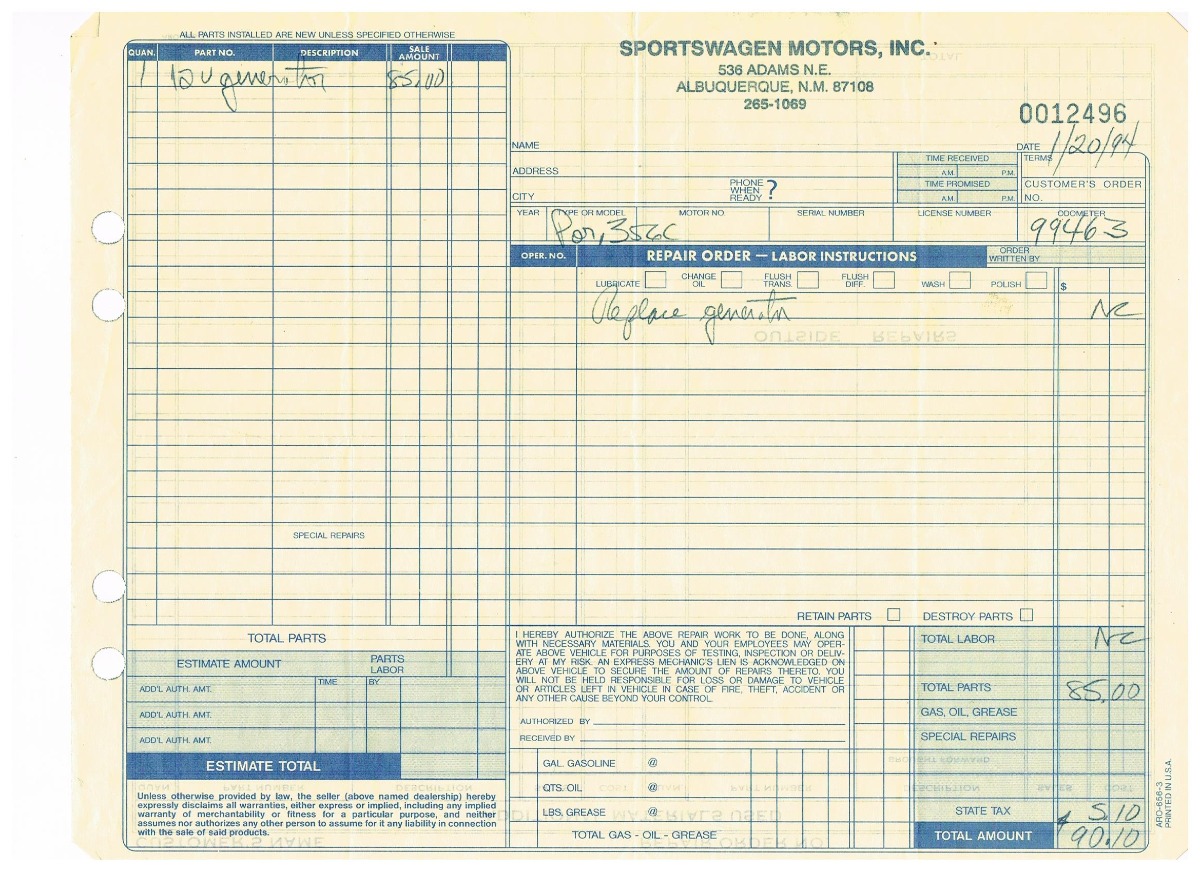 ALL PARTS INSTALLED ARE NEW UNLESS SPECIFIED OTHERWISE
QUAN. PART NO. DESCRIPTION SALE AMOUNT
1 12 V generator 85.00
SPORTSWAGEN MOTORS, INC.
536 ADAMS N.E.
ALBUQUERQUE, N.M. 87108
265-1069
0012496
NAME DATE 1/20/94
ADDRESS TIME RECEIVED TERMS
A.M. P.M.
CITY PHONE WHEN READY ? TIME PROMISED CUSTOMER'S ORDER NO.
A.M. P.M.
YEAR TYPE OR MODEL MOTOR NO. SERIAL NUMBER LICENSE NUMBER ODOMETER
Por, 356C 99463
OPER. NO. REPAIR ORDER — LABOR INSTRUCTIONS ORDER WRITTEN BY
LUBRICATE CHANGE OIL FLUSH TRANS. FLUSH DIFF. WASH POLISH $
Replace generator NC
SPECIAL REPAIRS
RETAIN PARTS DESTROY PARTS
TOTAL PARTS
ESTIMATE AMOUNT PARTS LABOR
TIME BY
ADD'L AUTH. AMT.
ADD'L AUTH. AMT.
ADD'L AUTH. AMT.
ESTIMATE TOTAL
Unless otherwise provided by law, the seller (above named dealership) hereby
expressly disclaims all warranties, either express or implied, including any implied
warranty of merchantability or fitness for a particular purpose, and neither
assumes nor authorizes any other person to assume for it any liability in connection
with the sale of said products.
I HEREBY AUTHORIZE THE ABOVE REPAIR WORK TO BE DONE, ALONG
WITH NECESSARY MATERIALS. YOU AND YOUR EMPLOYEES MAY OPER-
ATE ABOVE VEHICLE FOR PURPOSES OF TESTING, INSPECTION OR DELIV-
ERY AT MY RISK. AN EXPRESS MECHANIC'S LIEN IS ACKNOWLEDGED ON
ABOVE VEHICLE TO SECURE THE AMOUNT OF REPAIRS THERETO. YOU
WILL NOT BE HELD RESPONSIBLE FOR LOSS OR DAMAGE TO VEHICLE
OR ARTICLES LEFT IN VEHICLE IN CASE OF FIRE, THEFT, ACCIDENT OR
ANY OTHER CAUSE BEYOND YOUR CONTROL.
AUTHORIZED BY
RECEIVED BY
GAL. GASOLINE @
QTS. OIL @
LBS. GREASE @
TOTAL GAS - OIL - GREASE
TOTAL LABOR NC
TOTAL PARTS 85.00
GAS, OIL, GREASE
SPECIAL REPAIRS
STATE TAX 5.10
TOTAL AMOUNT $ 90.10
ARO-656-3
PRINTED IN U.S.A.